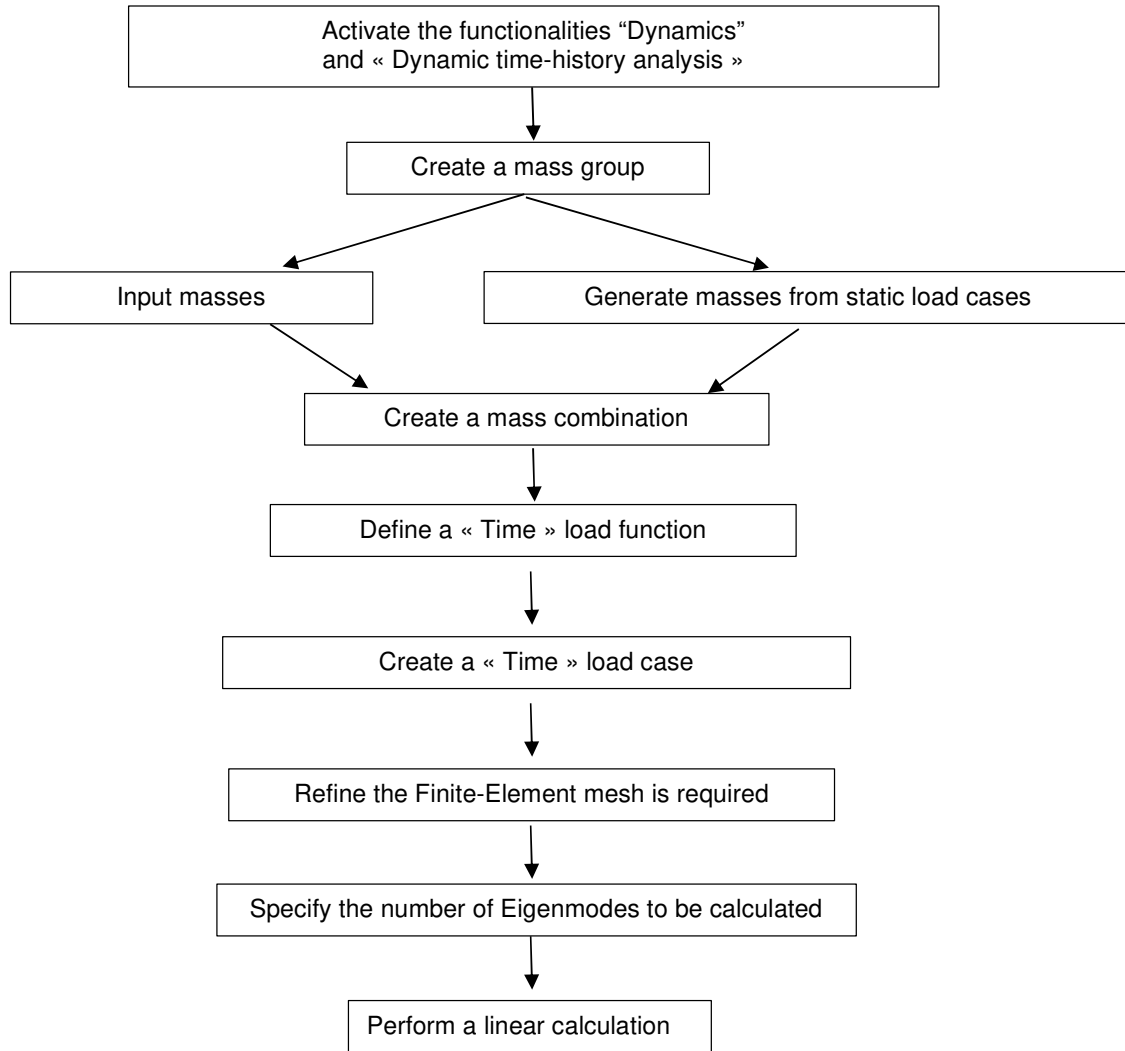 Activate the functionalities “Dynamics”
and « Dynamic time-history analysis »
Create a mass group
Input masses
Generate masses from static load cases
Create a mass combination
Define a « Time » load function
Create a « Time » load case
Refine the Finite-Element mesh is required
Specify the number of Eigenmodes to be calculated
Perform a linear calculation